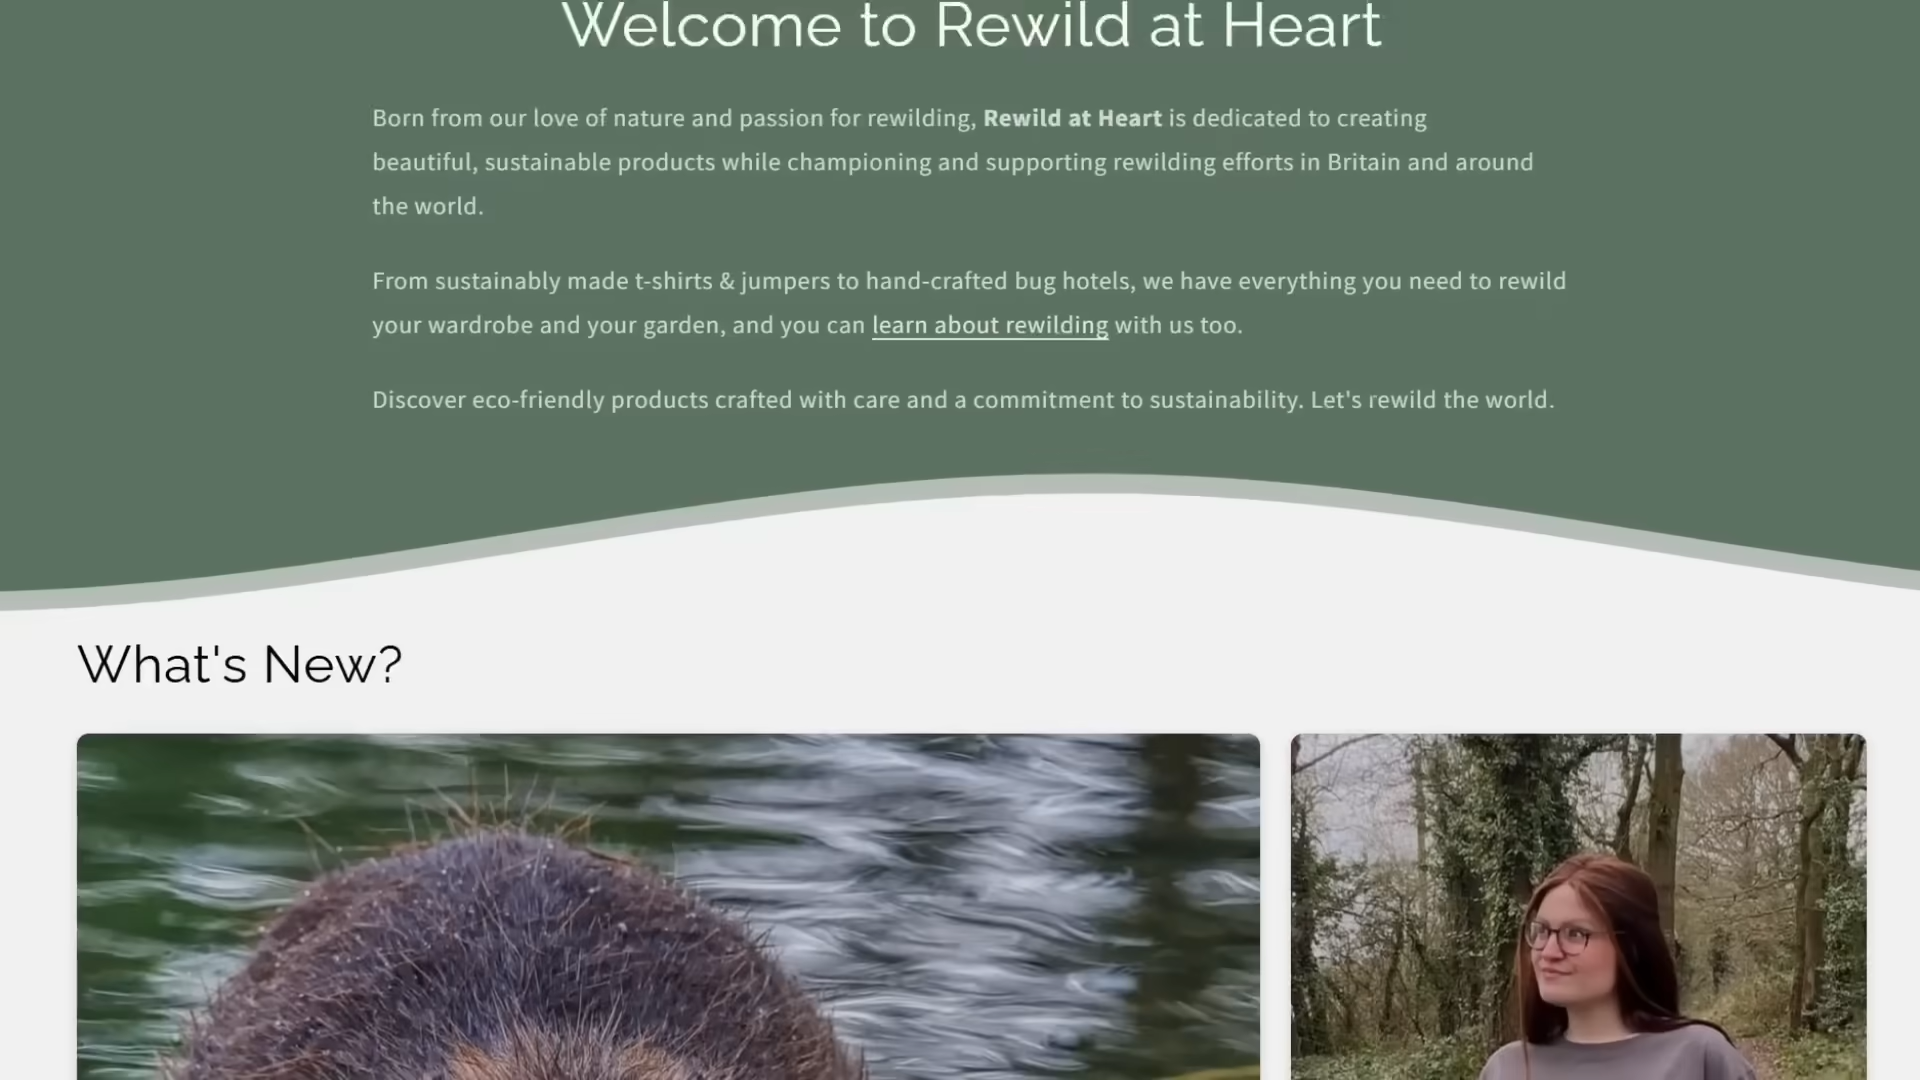 Welcome to Rewild at Heart
Born from our love of nature and passion for rewilding, Rewild at Heart is dedicated to creating
beautiful, sustainable products while championing and supporting rewilding efforts in Britain and around
the world.
From sustainably made t-shirts & jumpers to hand-crafted bug hotels, we have everything you need to rewild
your wardrobe and your garden, and you can learn about rewilding with us too.
Discover eco-friendly products crafted with care and a commitment to sustainability. Let's rewild the world.
What's New?